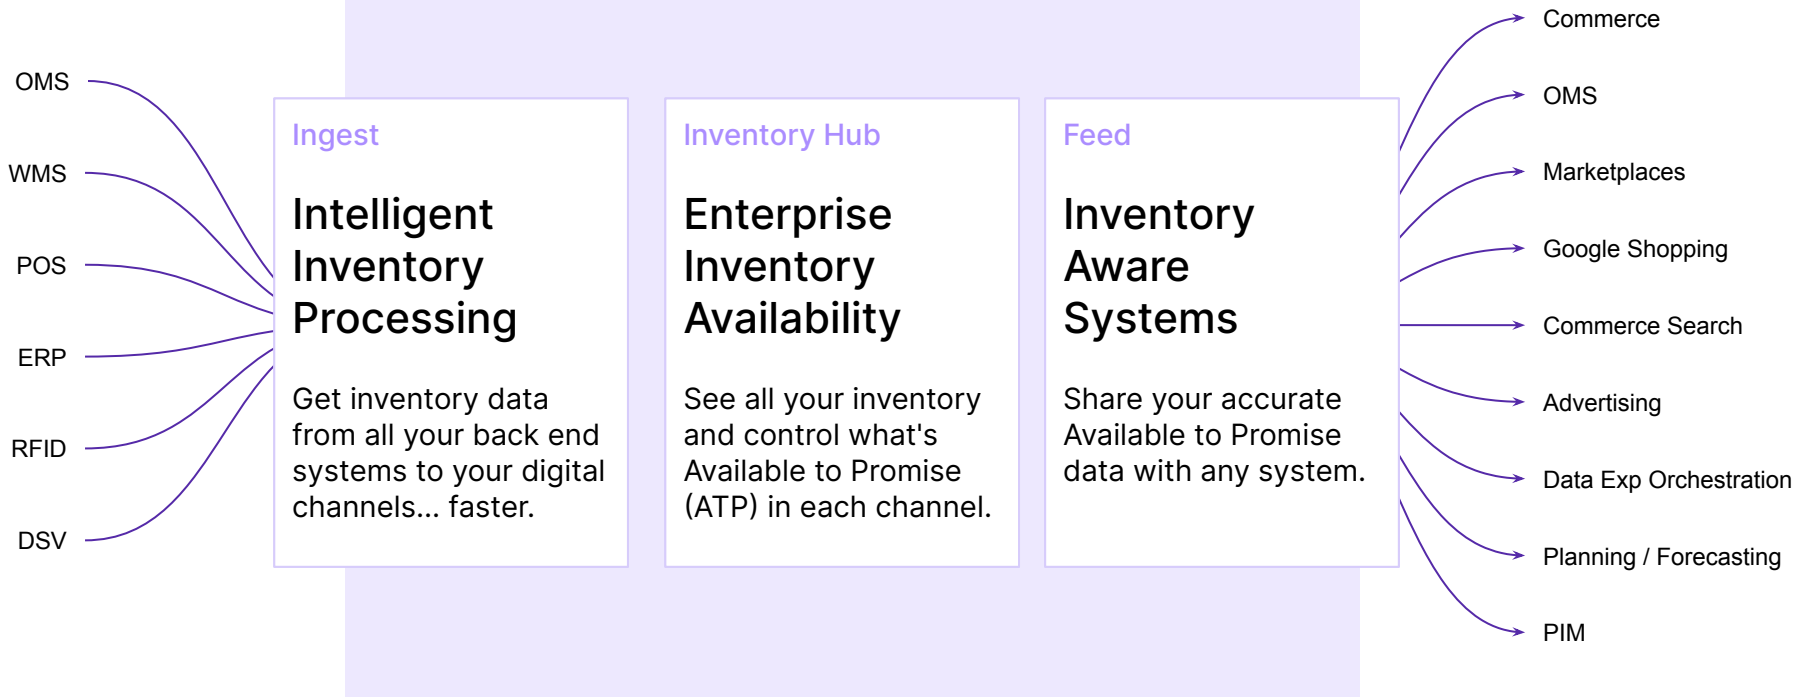 OMS
WMS
POS
ERP
RFID
DSV
Ingest
Intelligent
Inventory
Processing
Get inventory data
from all your back end
systems to your digital
channels... faster.
Inventory Hub
Enterprise
Inventory
Availability
See all your inventory
and control what's
Available to Promise
(ATP) in each channel.
Feed
Inventory
Aware
Systems
Share your accurate
Available to Promise
data with any system.
Commerce
OMS
Marketplaces
Google Shopping
Commerce Search
Advertising
Data Exp Orchestration
Planning / Forecasting
PIM